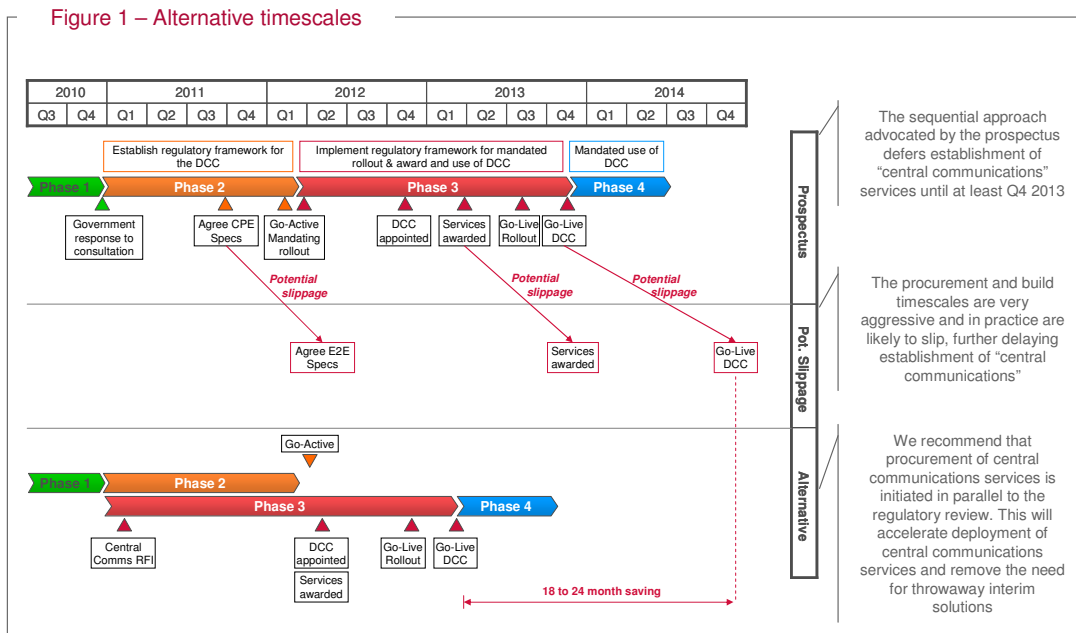 Figure 1 – Alternative timescales
2010 2011 2012 2013 2014
Q3 Q4 Q1 Q2 Q3 Q4 Q1 Q2 Q3 Q4 Q1 Q2 Q3 Q4 Q1 Q2 Q3 Q4
Establish regulatory framework for
the DCC
Implement regulatory framework for mandated
rollout & award and use of DCC
Mandated use of
DCC
Phase 1 Phase 2 Phase 3 Phase 4
Government
response to
consultation
Agree CPE
Specs
Go-Active
Mandating
rollout
DCC
appointed
Services
awarded
Go-Live
Rollout
Go-Live
DCC
Prospectus
The sequential approach
advocated by the prospectus
defers establishment of
“central communications”
services until at least Q4 2013
Potential
slippage
Potential
slippage
Potential
slippage
Agree E2E
Specs
Services
awarded
Go-Live
DCC
Pot. Slippage
The procurement and build
timescales are very
aggressive and in practice are
likely to slip, further delaying
establishment of “central
communications”
Go-Active
Phase 1 Phase 2
Phase 3 Phase 4
Central
Comms RFI
DCC
appointed
Services
awarded
Go-Live
Rollout
Go-Live
DCC
18 to 24 month saving
Alternative
We recommend that
procurement of central
communications services is
initiated in parallel to the
regulatory review. This will
accelerate deployment of
central communications
services and remove the need
for throwaway interim
solutions